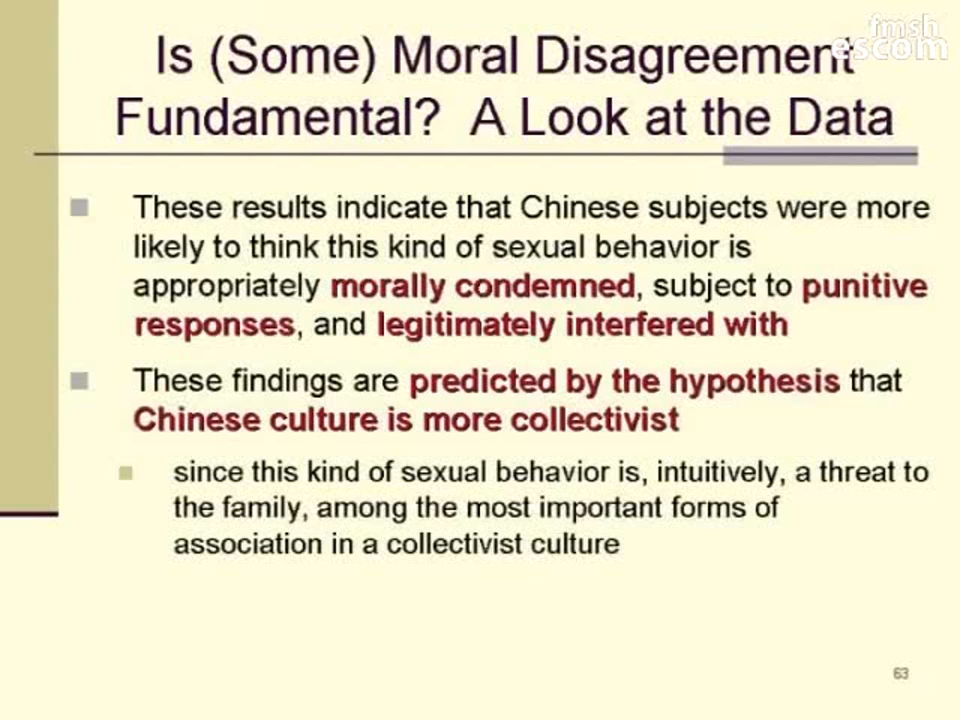 fmsh
escom
Is (Some) Moral Disagreement
Fundamental? A Look at the Data
These results indicate that Chinese subjects were more
likely to think this kind of sexual behavior is
appropriately morally condemned, subject to punitive
responses, and legitimately interfered with
These findings are predicted by the hypothesis that
Chinese culture is more collectivist
since this kind of sexual behavior is, intuitively, a threat to
the family, among the most important forms of
association in a collectivist culture
63